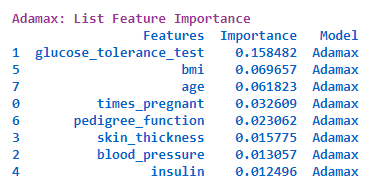 Adamax: List Feature Importance
Features Importance Model
1 glucose_tolerance_test 0.158482 Adamax
5 bmi 0.069657 Adamax
7 age 0.061823 Adamax
0 times_pregnant 0.032609 Adamax
6 pedigree_function 0.023062 Adamax
3 skin_thickness 0.015775 Adamax
2 blood_pressure 0.013057 Adamax
4 insulin 0.012496 Adamax